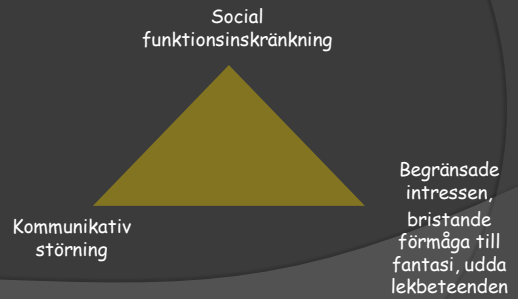 Social
funktionsinskränkning
Kommunikativ
störning
Begränsade
intressen,
bristande
förmåga till
fantasi, udda
lekbeteenden